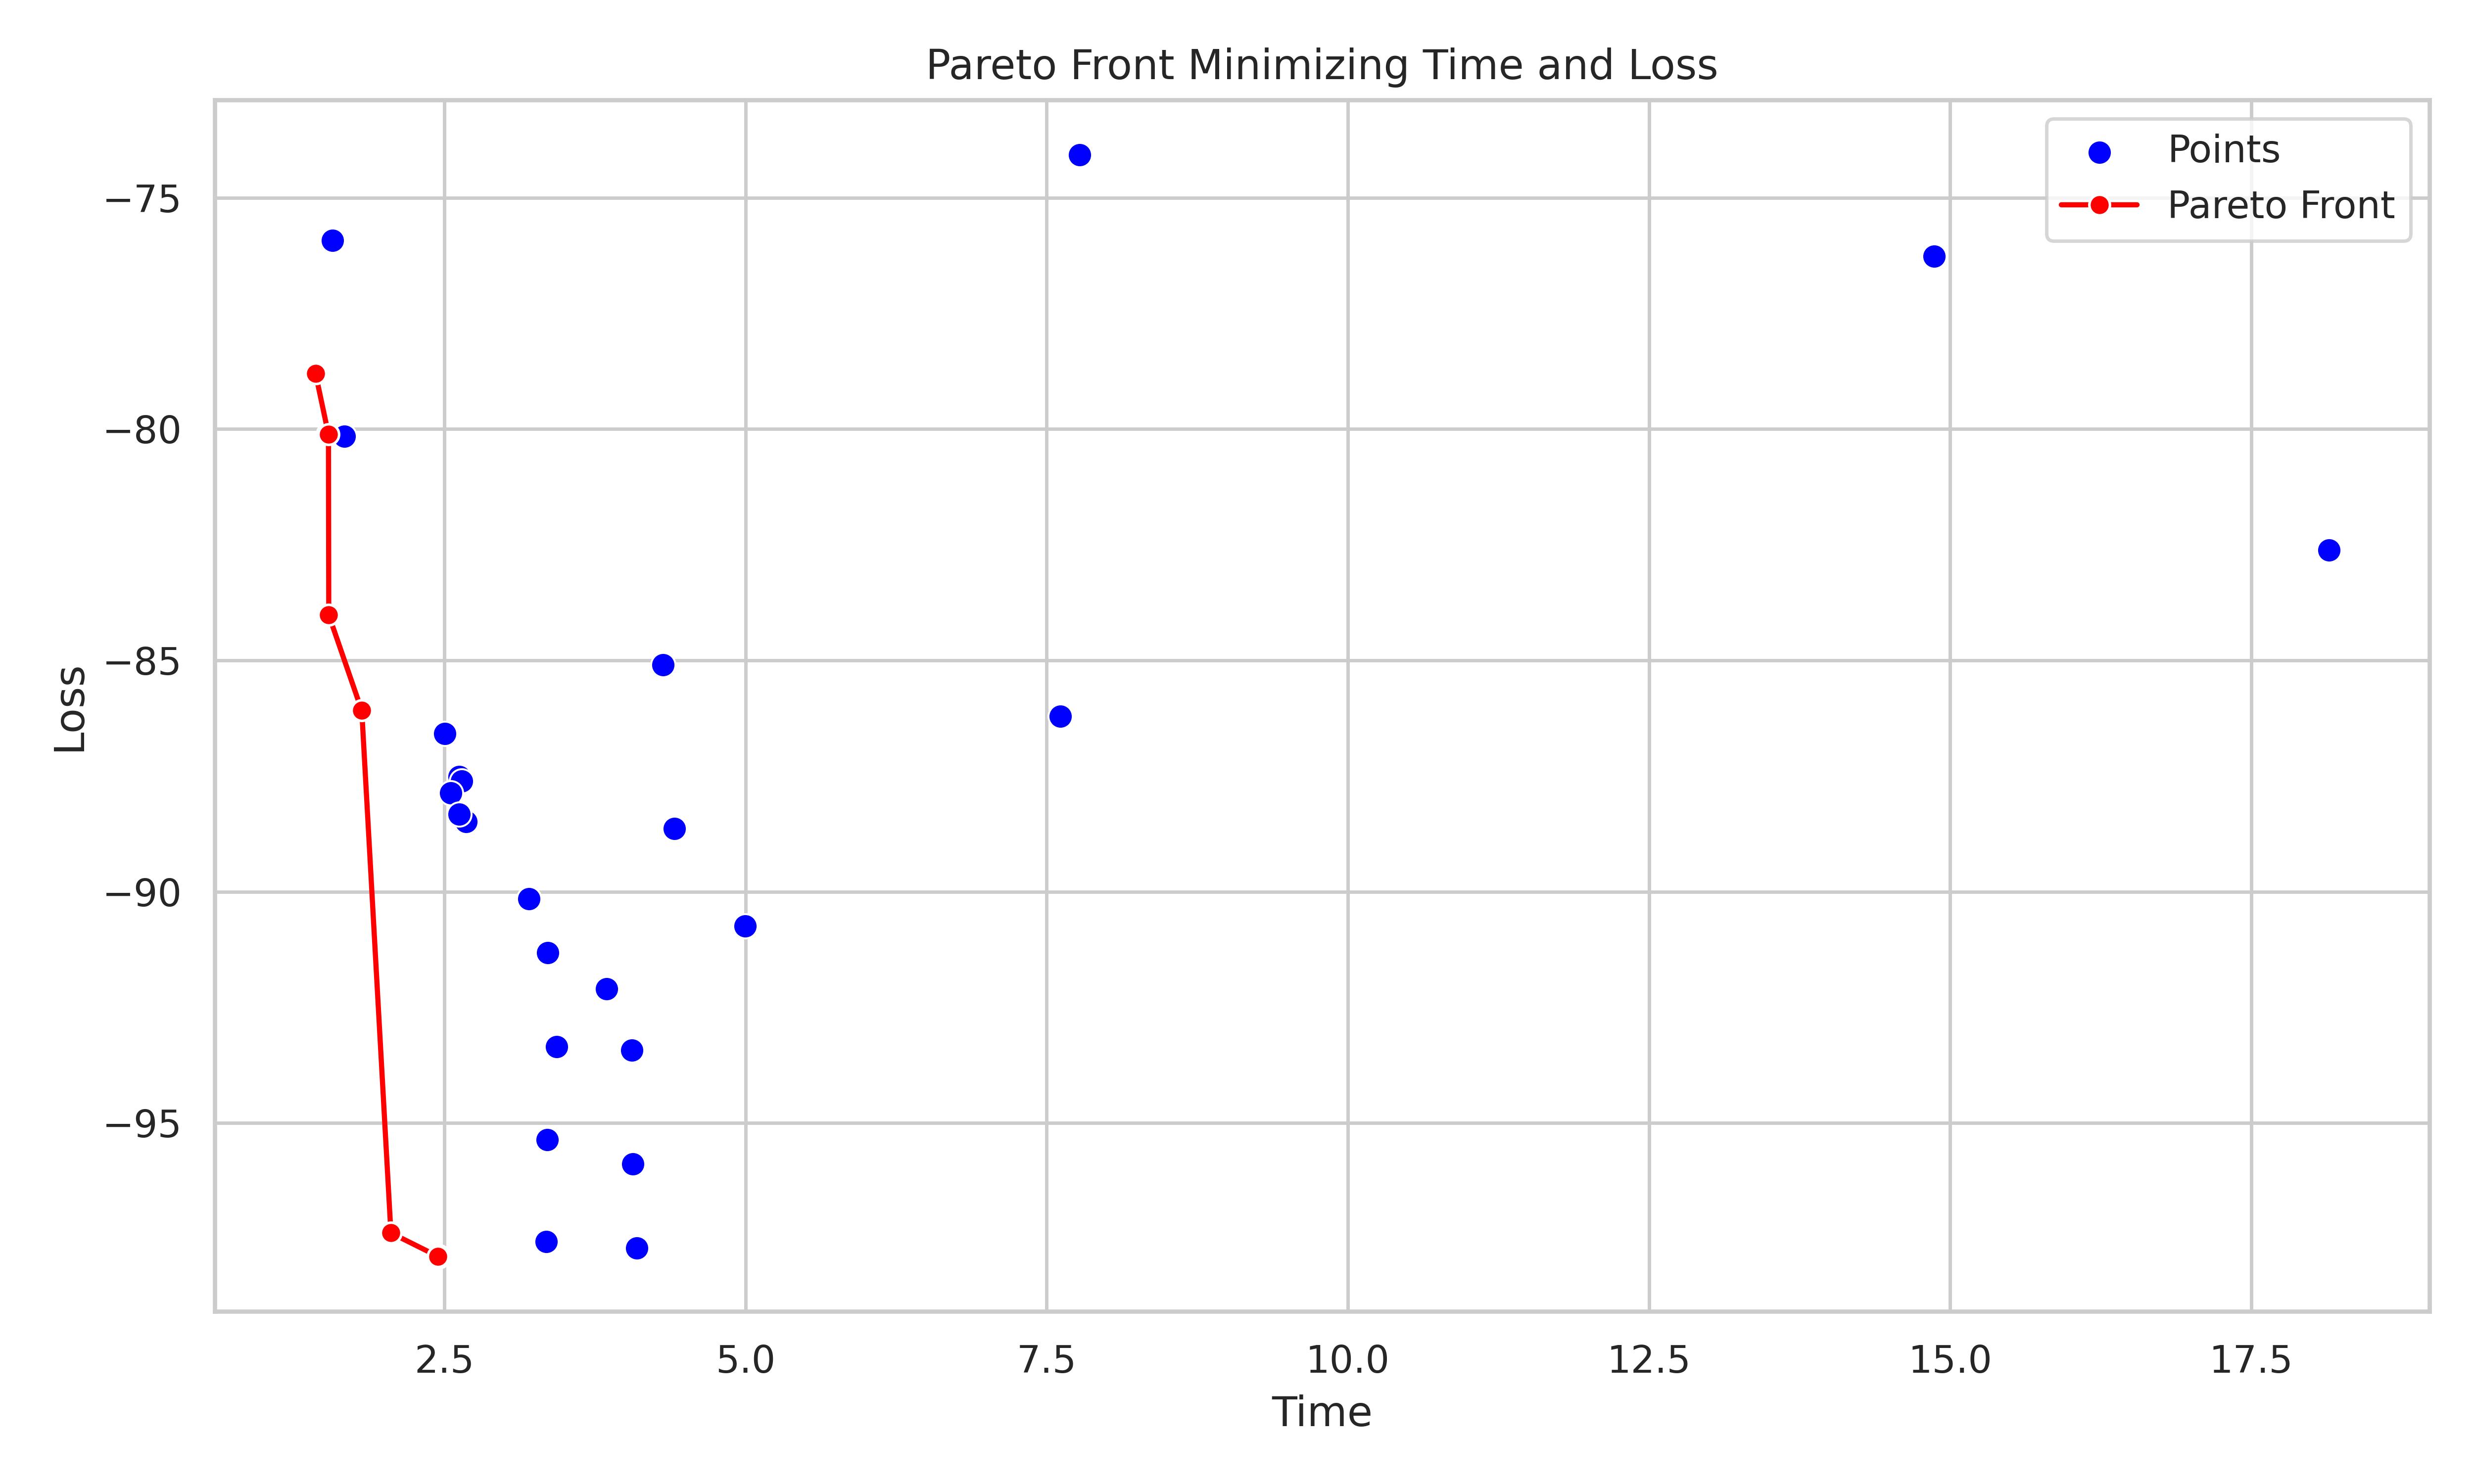 Pareto Front Minimizing Time and Loss
Points
Pareto Front
−75
−80
−85
−90
−95
Loss
2.5 5.0 7.5 10.0 12.5 15.0 17.5
Time